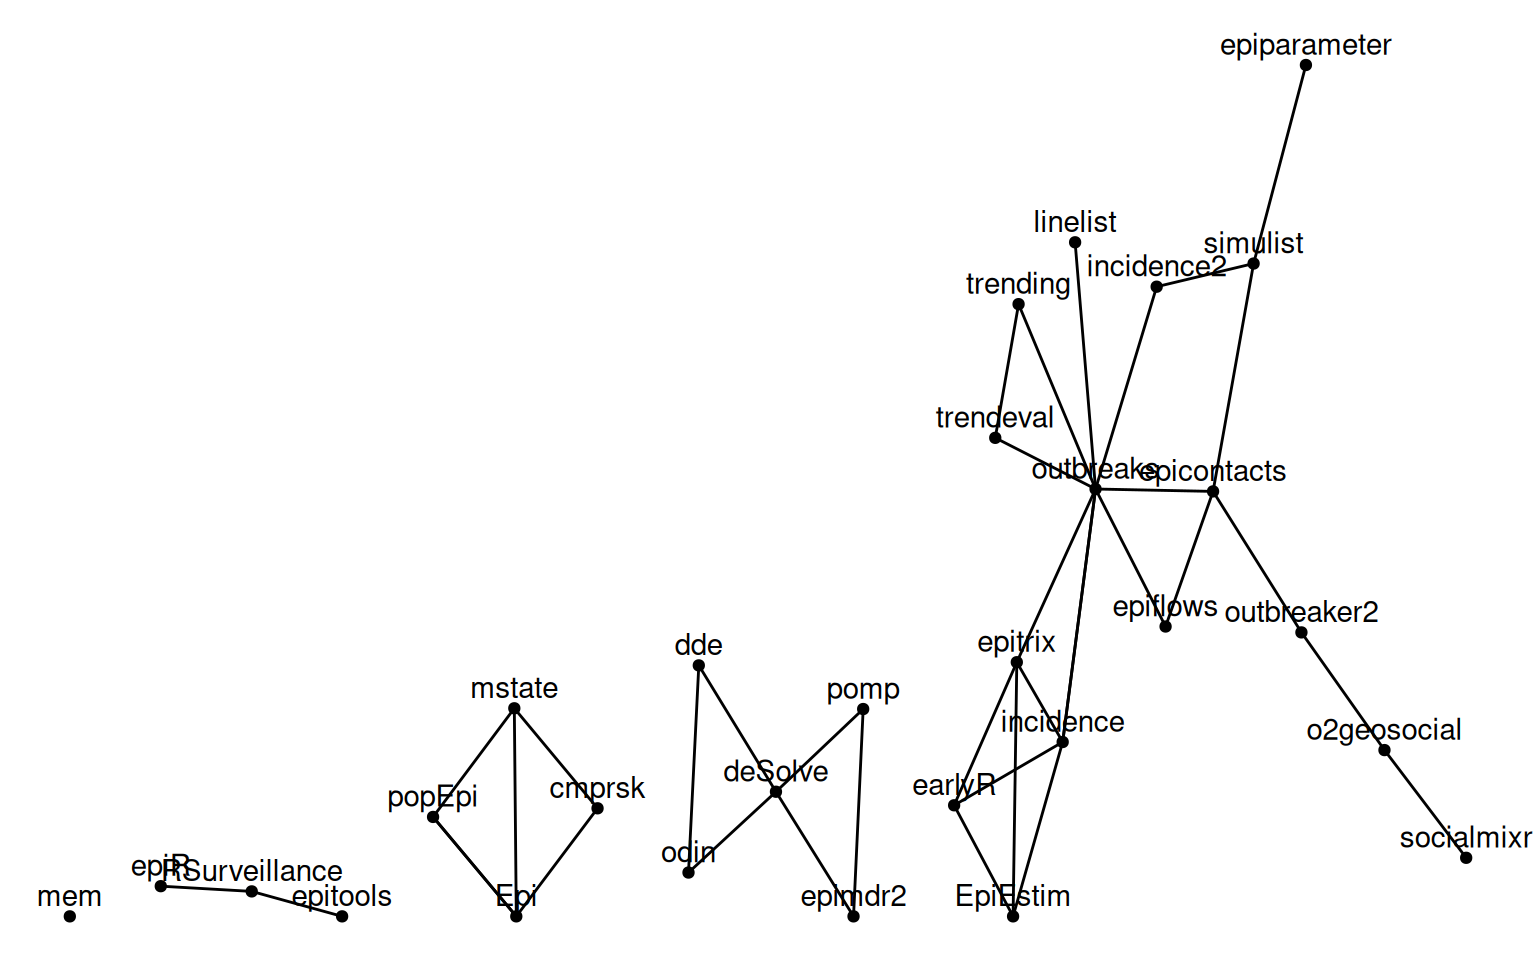 epiparameter
linelist
simulist
incidence2
trending
trendeval
outbreaks
epicontacts
epiflows
outbreaker2
epitrix
dde
mstate
pomp
incidence
o2geosocial
deSolve
earlyR
cmprsk
popEpi
socialmixr
odin
epiR
RSurveillance
mem
epitools
Epi
epimdr2
EpiEstim